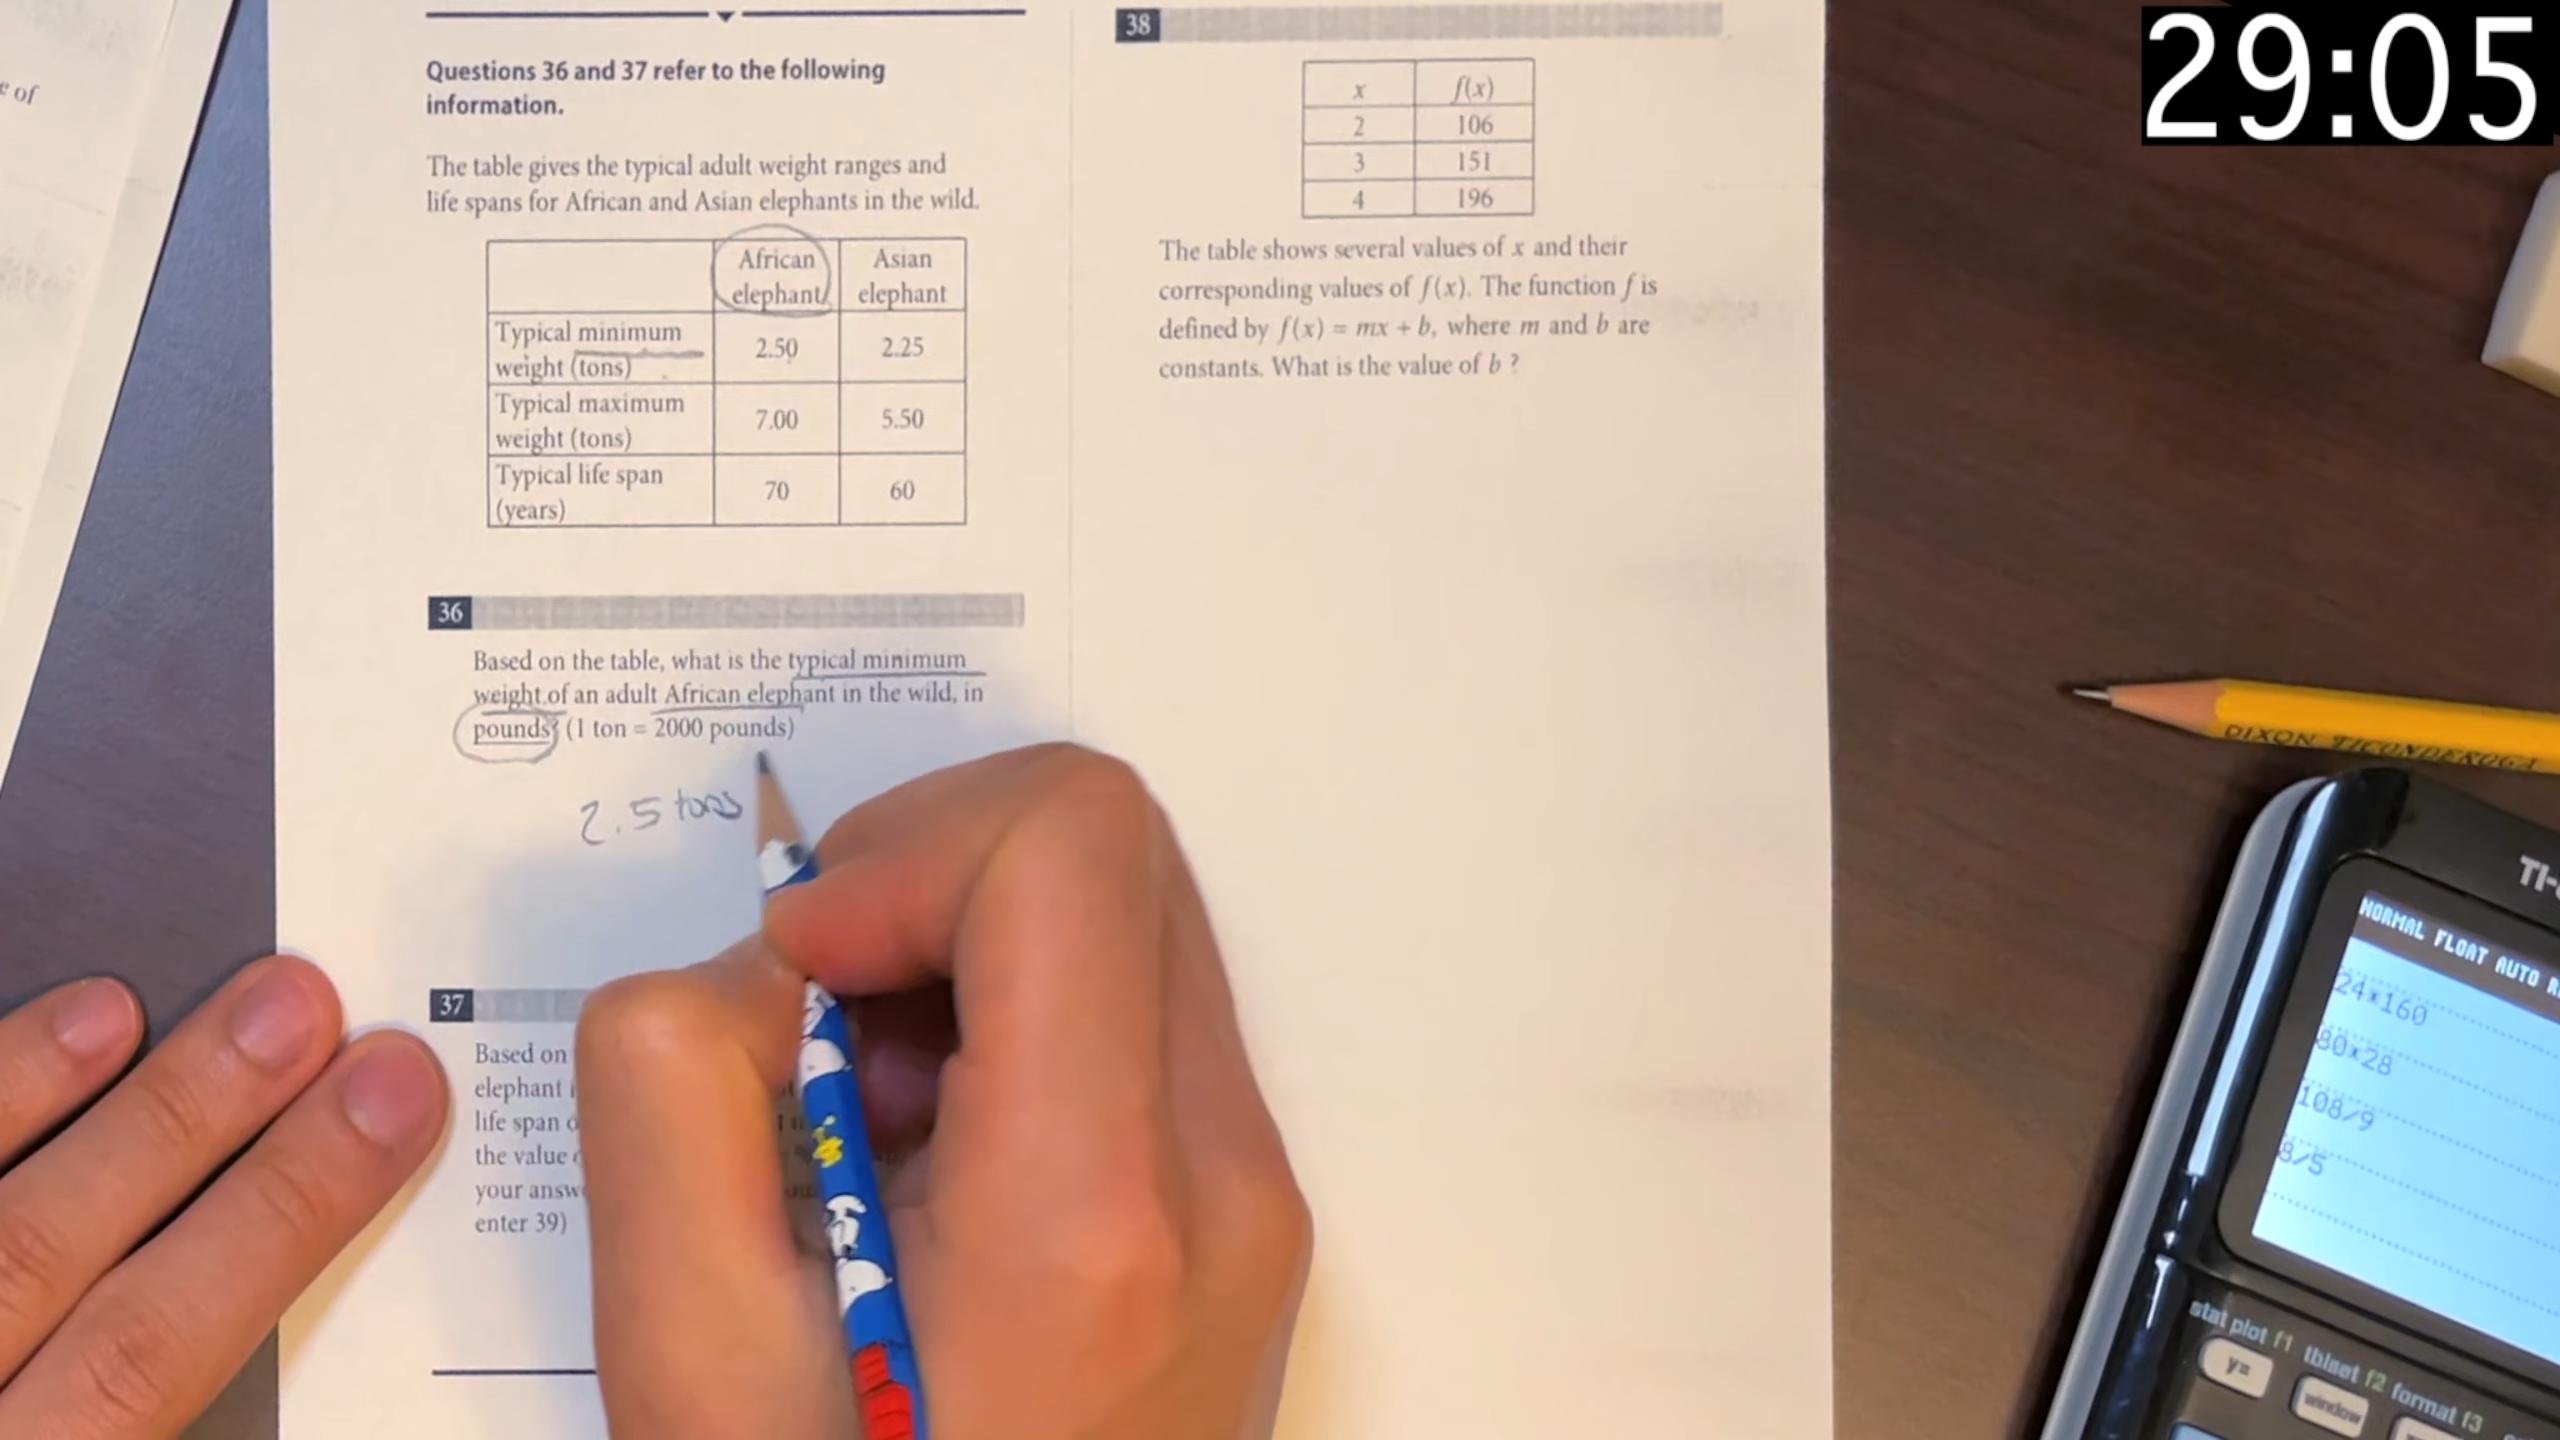 29:05
e of
Questions 36 and 37 refer to the following
information.
The table gives the typical adult weight ranges and
life spans for African and Asian elephants in the wild.
African elephant Asian elephant
Typical minimum weight (tons) 2.50 2.25
Typical maximum weight (tons) 7.00 5.50
Typical life span (years) 70 60
36
Based on the table, what is the typical minimum
weight of an adult African elephant in the wild, in
pounds? (1 ton = 2000 pounds)
2.5 tons
37
Based on
elephant
life span
the value
your
enter 39)
38
x f(x)
2 106
3 151
4 196
The table shows several values of x and their
corresponding values of f(x). The function f is
defined by f(x) = mx + b, where m and b are
constants. What is the value of b ?
DIXON TICONDEROGA
TI-
NORMAL FLOAT AUTO
24*160
80*28
108/9
8/5
stat plot f1 tblset f2 format f3
y=
window